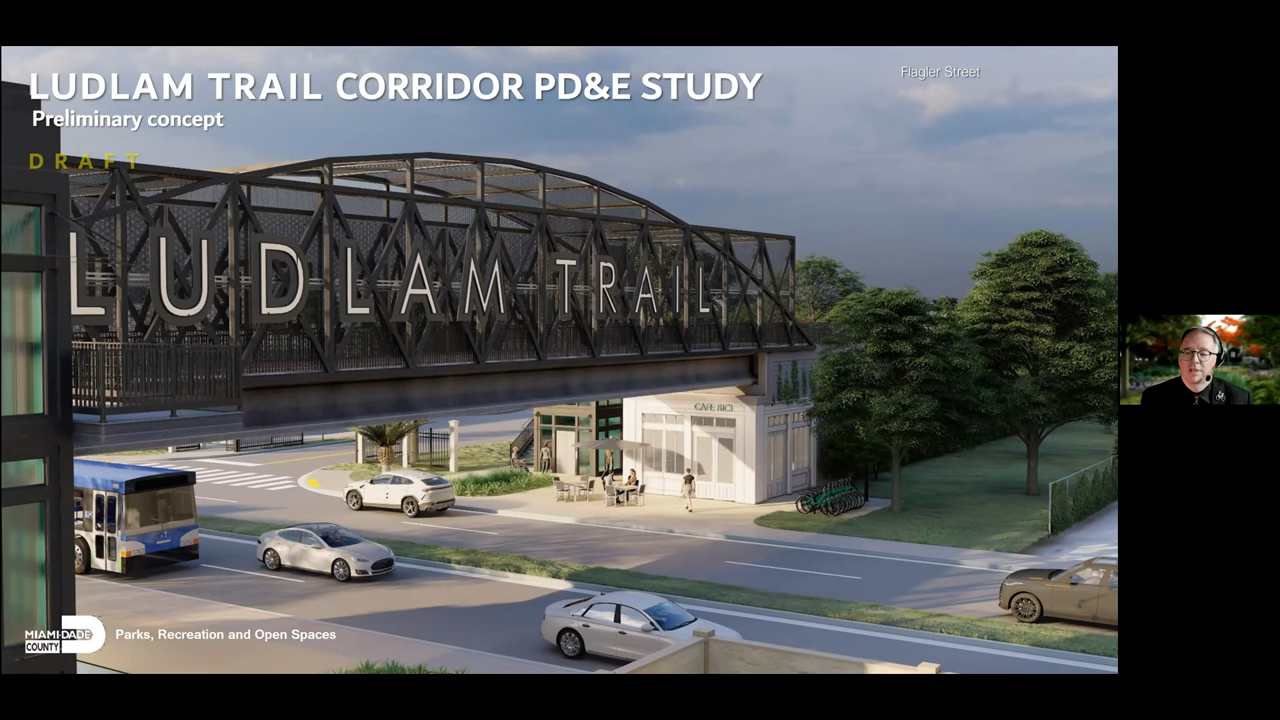 LUDLAM TRAIL CORRIDOR PD&E STUDY
Flagler Street
Preliminary concept
DRAFT
LUDLAM TRAIL
CAFE BICI
MIAMI-DADE
COUNTY
Parks, Recreation and Open Spaces